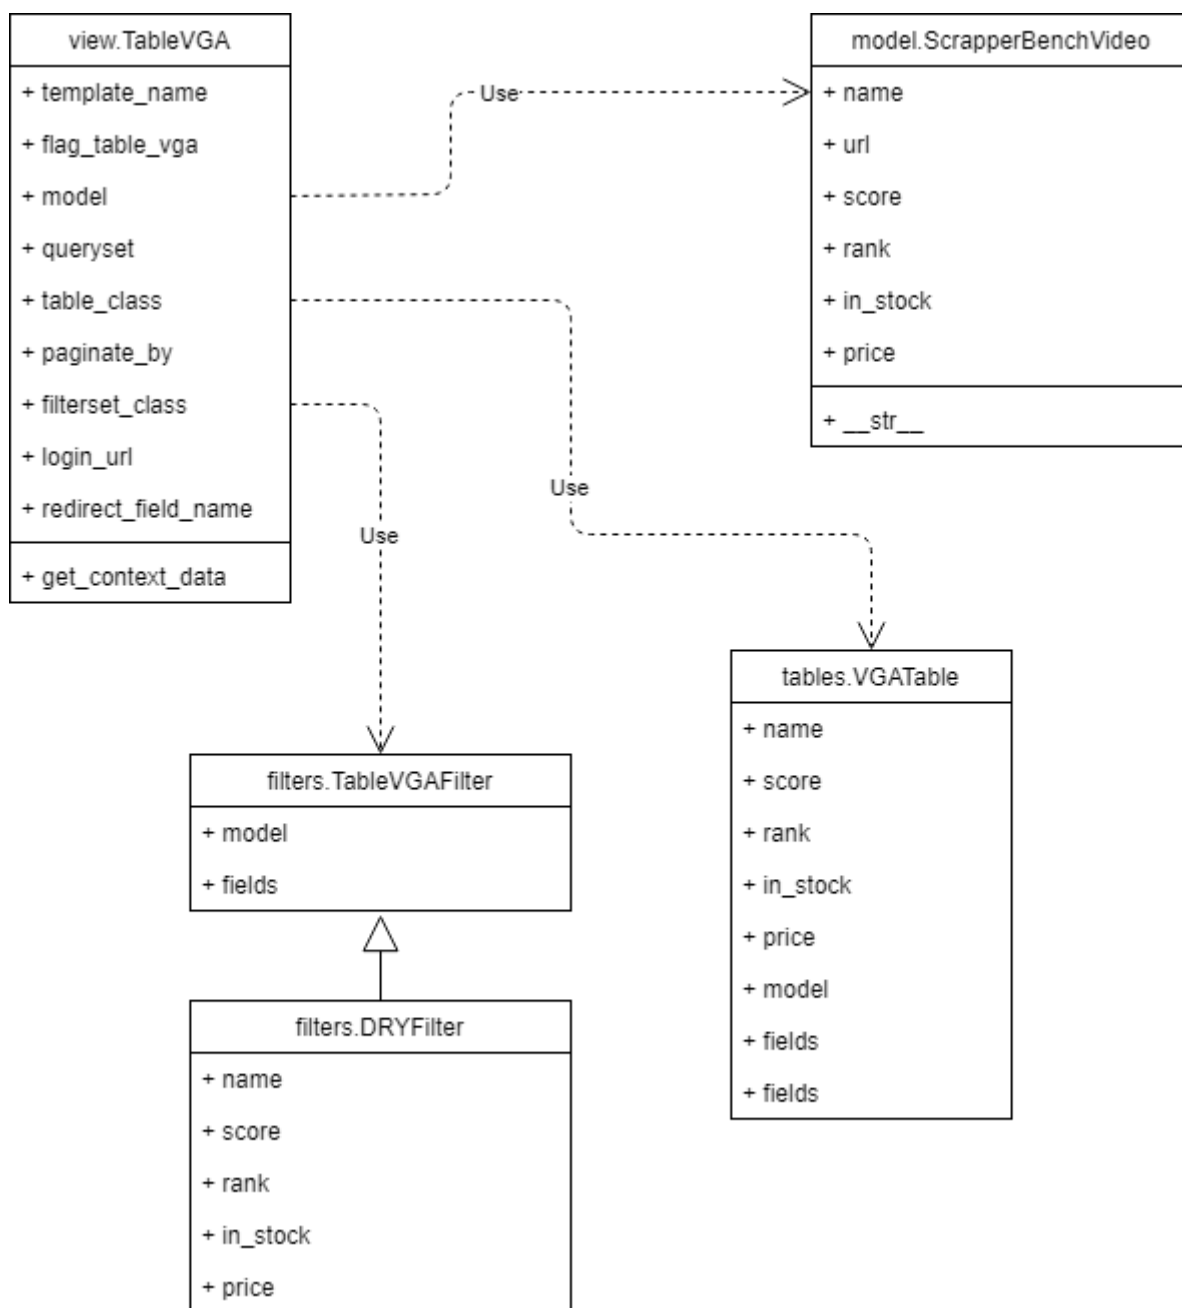 view.TableVGA
+ template_name
+ flag_table_vga
+ model
+ queryset
+ table_class
+ paginate_by
+ filterset_class
+ login_url
+ redirect_field_name
+ get_context_data
Use
model.ScrapperBenchVideo
+ name
+ url
+ score
+ rank
+ in_stock
+ price
+ __str__
Use
Use
tables.VGATable
+ name
+ score
+ rank
+ in_stock
+ price
+ model
+ fields
+ fields
filters.TableVGAFilter
+ model
+ fields
filters.DRYFilter
+ name
+ score
+ rank
+ in_stock
+ price